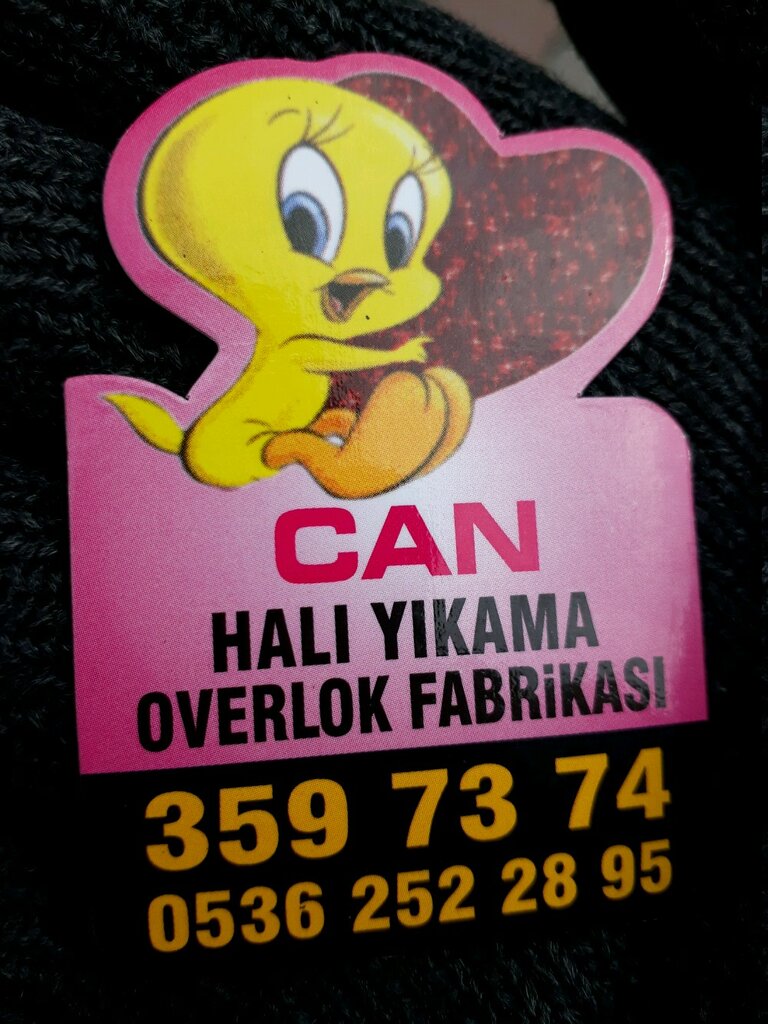 CAN
HALI YIKAMA
OVERLOK FABRiKASI
359 73 74
0536 252 28 95